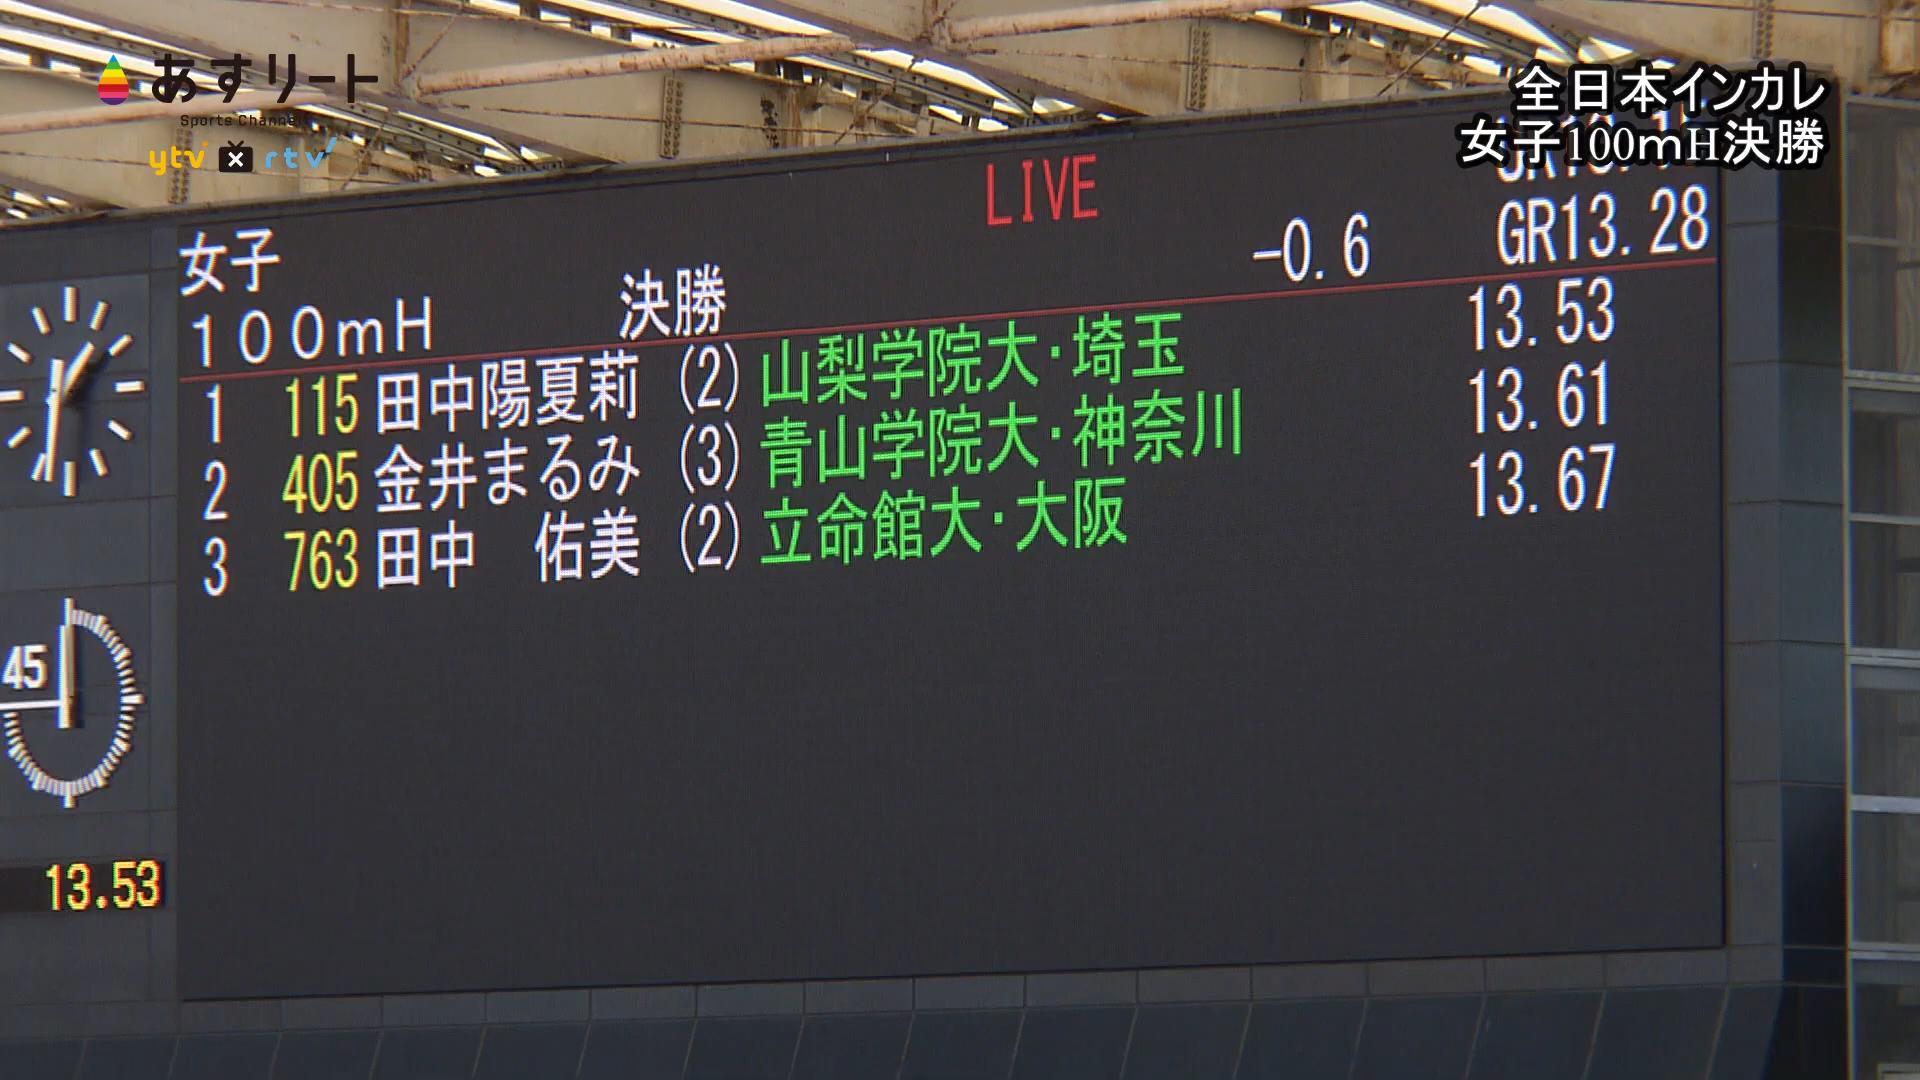 あすリート
Sports Channel
ytv × rtv
全日本インカレ
女子100mH決勝
LIVE
女子
100mH 決勝 -0.6 GR13.28
1 115 田中陽夏莉 (2) 山梨学院大・埼玉 13.53
2 405 金井まるみ (3) 青山学院大・神奈川 13.61
3 763 田中 佑美 (2) 立命館大・大阪 13.67
45
13.53